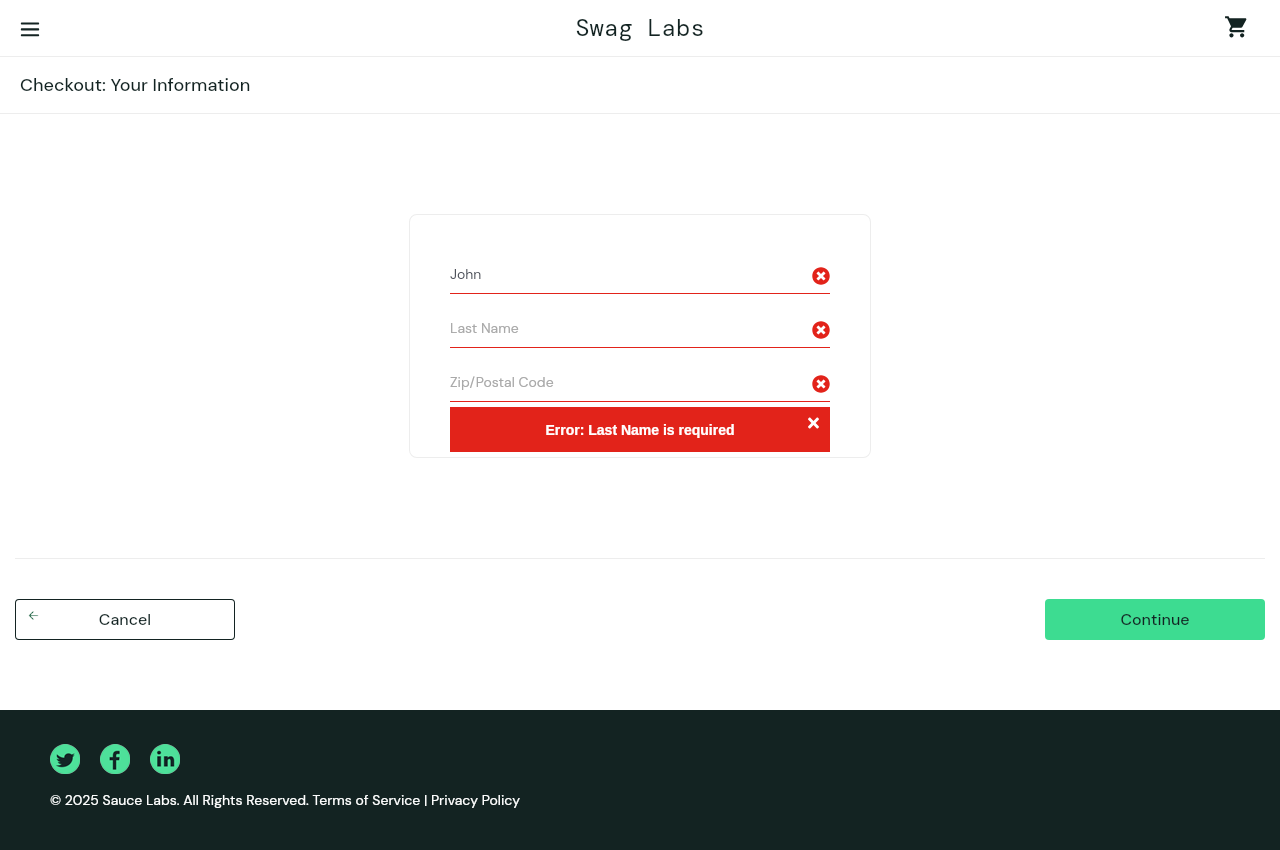 Swag Labs
Checkout: Your Information
John
Last Name
Zip/Postal Code
Error: Last Name is required
Cancel
Continue
© 2025 Sauce Labs. All Rights Reserved. Terms of Service | Privacy Policy